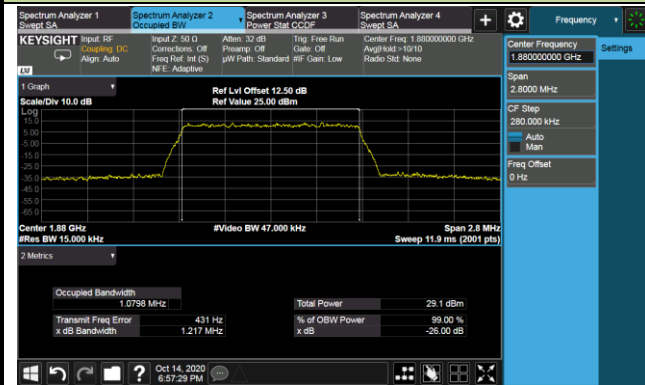 Spectrum Analyzer 1
Swept SA
Spectrum Analyzer 2
Occupied BW
Spectrum Analyzer 3
Power Stat CCDF
Spectrum Analyzer 4
Swept SA
+
Frequency
KEYSIGHT
Input: RF
Coupling: DC
Align: Auto
Input Z: 50 Ω
Corrections: Off
Freq Ref: Int (S)
NFE: Adaptive
Atten: 32 dB
Preamp: Off
µW Path: Standard
Trig: Free Run
Gate: Off
#IF Gain: Low
Center Freq: 1.880000000 GHz
Avg|Hold:>10/10
Radio Std: None
LXI
Center Frequency
1.880000000 GHz
Settings
Span
2.8000 MHz
CF Step
280.000 kHz
Auto
Man
Freq Offset
0 Hz
1 Graph
Scale/Div 10.0 dB
Ref Lvl Offset 12.50 dB
Ref Value 25.00 dBm
Log
15.0
5.00
-5.00
-15.0
-25.0
-35.0
-45.0
-55.0
-65.0
Center 1.88 GHz
#Res BW 15.000 kHz
#Video BW 47.000 kHz
Span 2.8 MHz
Sweep 11.9 ms (2001 pts)
2 Metrics
Occupied Bandwidth
1.0798 MHz
Total Power 29.1 dBm
Transmit Freq Error 431 Hz
% of OBW Power 99.00 %
x dB Bandwidth 1.217 MHz
x dB -26.00 dB
?
Oct 14, 2020
6:57:29 PM